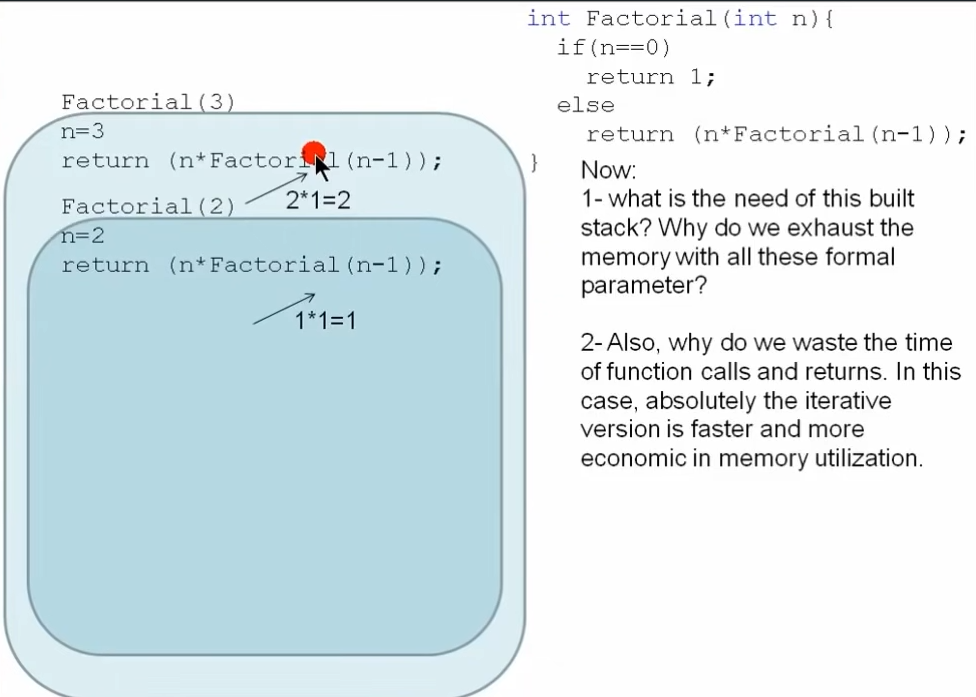 int Factorial(int n){
if(n==0)
return 1;
else
return (n*Factorial(n-1));
}
Factorial(3)
n=3
return (n*Factorial(n-1));
2*1=2
Factorial(2)
n=2
return (n*Factorial(n-1));
1*1=1
Now:
1- what is the need of this built
stack? Why do we exhaust the
memory with all these formal
parameter?
2- Also, why do we waste the time
of function calls and returns. In this
case, absolutely the iterative
version is faster and more
economic in memory utilization.